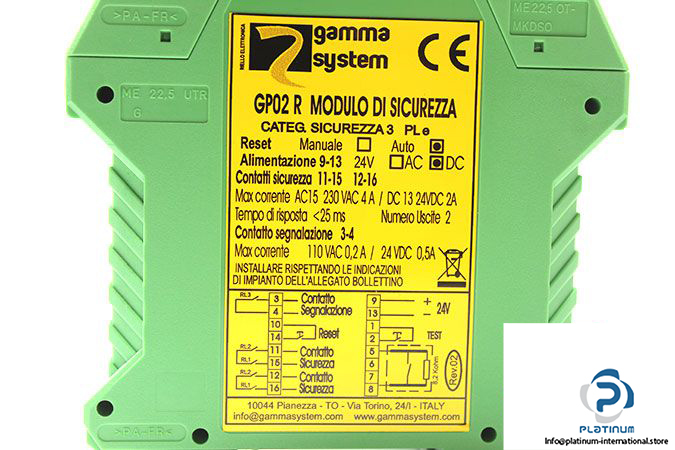 >PA-FR<
ME 22,5 OT-
MKDSO
NELLO ELETTRONICA
gamma
system
CE
ME 22,5 UTR
G
GP02 R MODULO DI SICUREZZA
CATEG. SICUREZZA 3 PL e
Reset Manuale Auto
Alimentazione 9-13 24V AC DC
Contatti sicurezza 11-15 12-16
Max corrente AC15 230 VAC 4 A / DC 13 24VDC 2A
Tempo di risposta <25 ms Numero Uscite 2
Contatto segnalazione 3-4
Max corrente 110 VAC 0,2 A / 24 VDC 0,5A
INSTALLARE RISPETTANDO LE INDICAZIONI
DI IMPIANTO DELL'ALLEGATO BOLLETTINO
RL3 3 Contatto
4 Segnalazione
10
14 Reset
RL2 11 Contatto
RL1 15 Sicurezza
RL2 12 Contatto
RL1 16 Sicurezza
9 +
13 - 24V
1
2 TEST
5
6
7
8
8,2 Kohm
Rev.02
10044 Pianezza - TO - Via Torino, 24/I - ITALY
info@gammasystem.com www.gammasystem.com
>PA-FR<
PLATINUM
Info@platinum-international.store